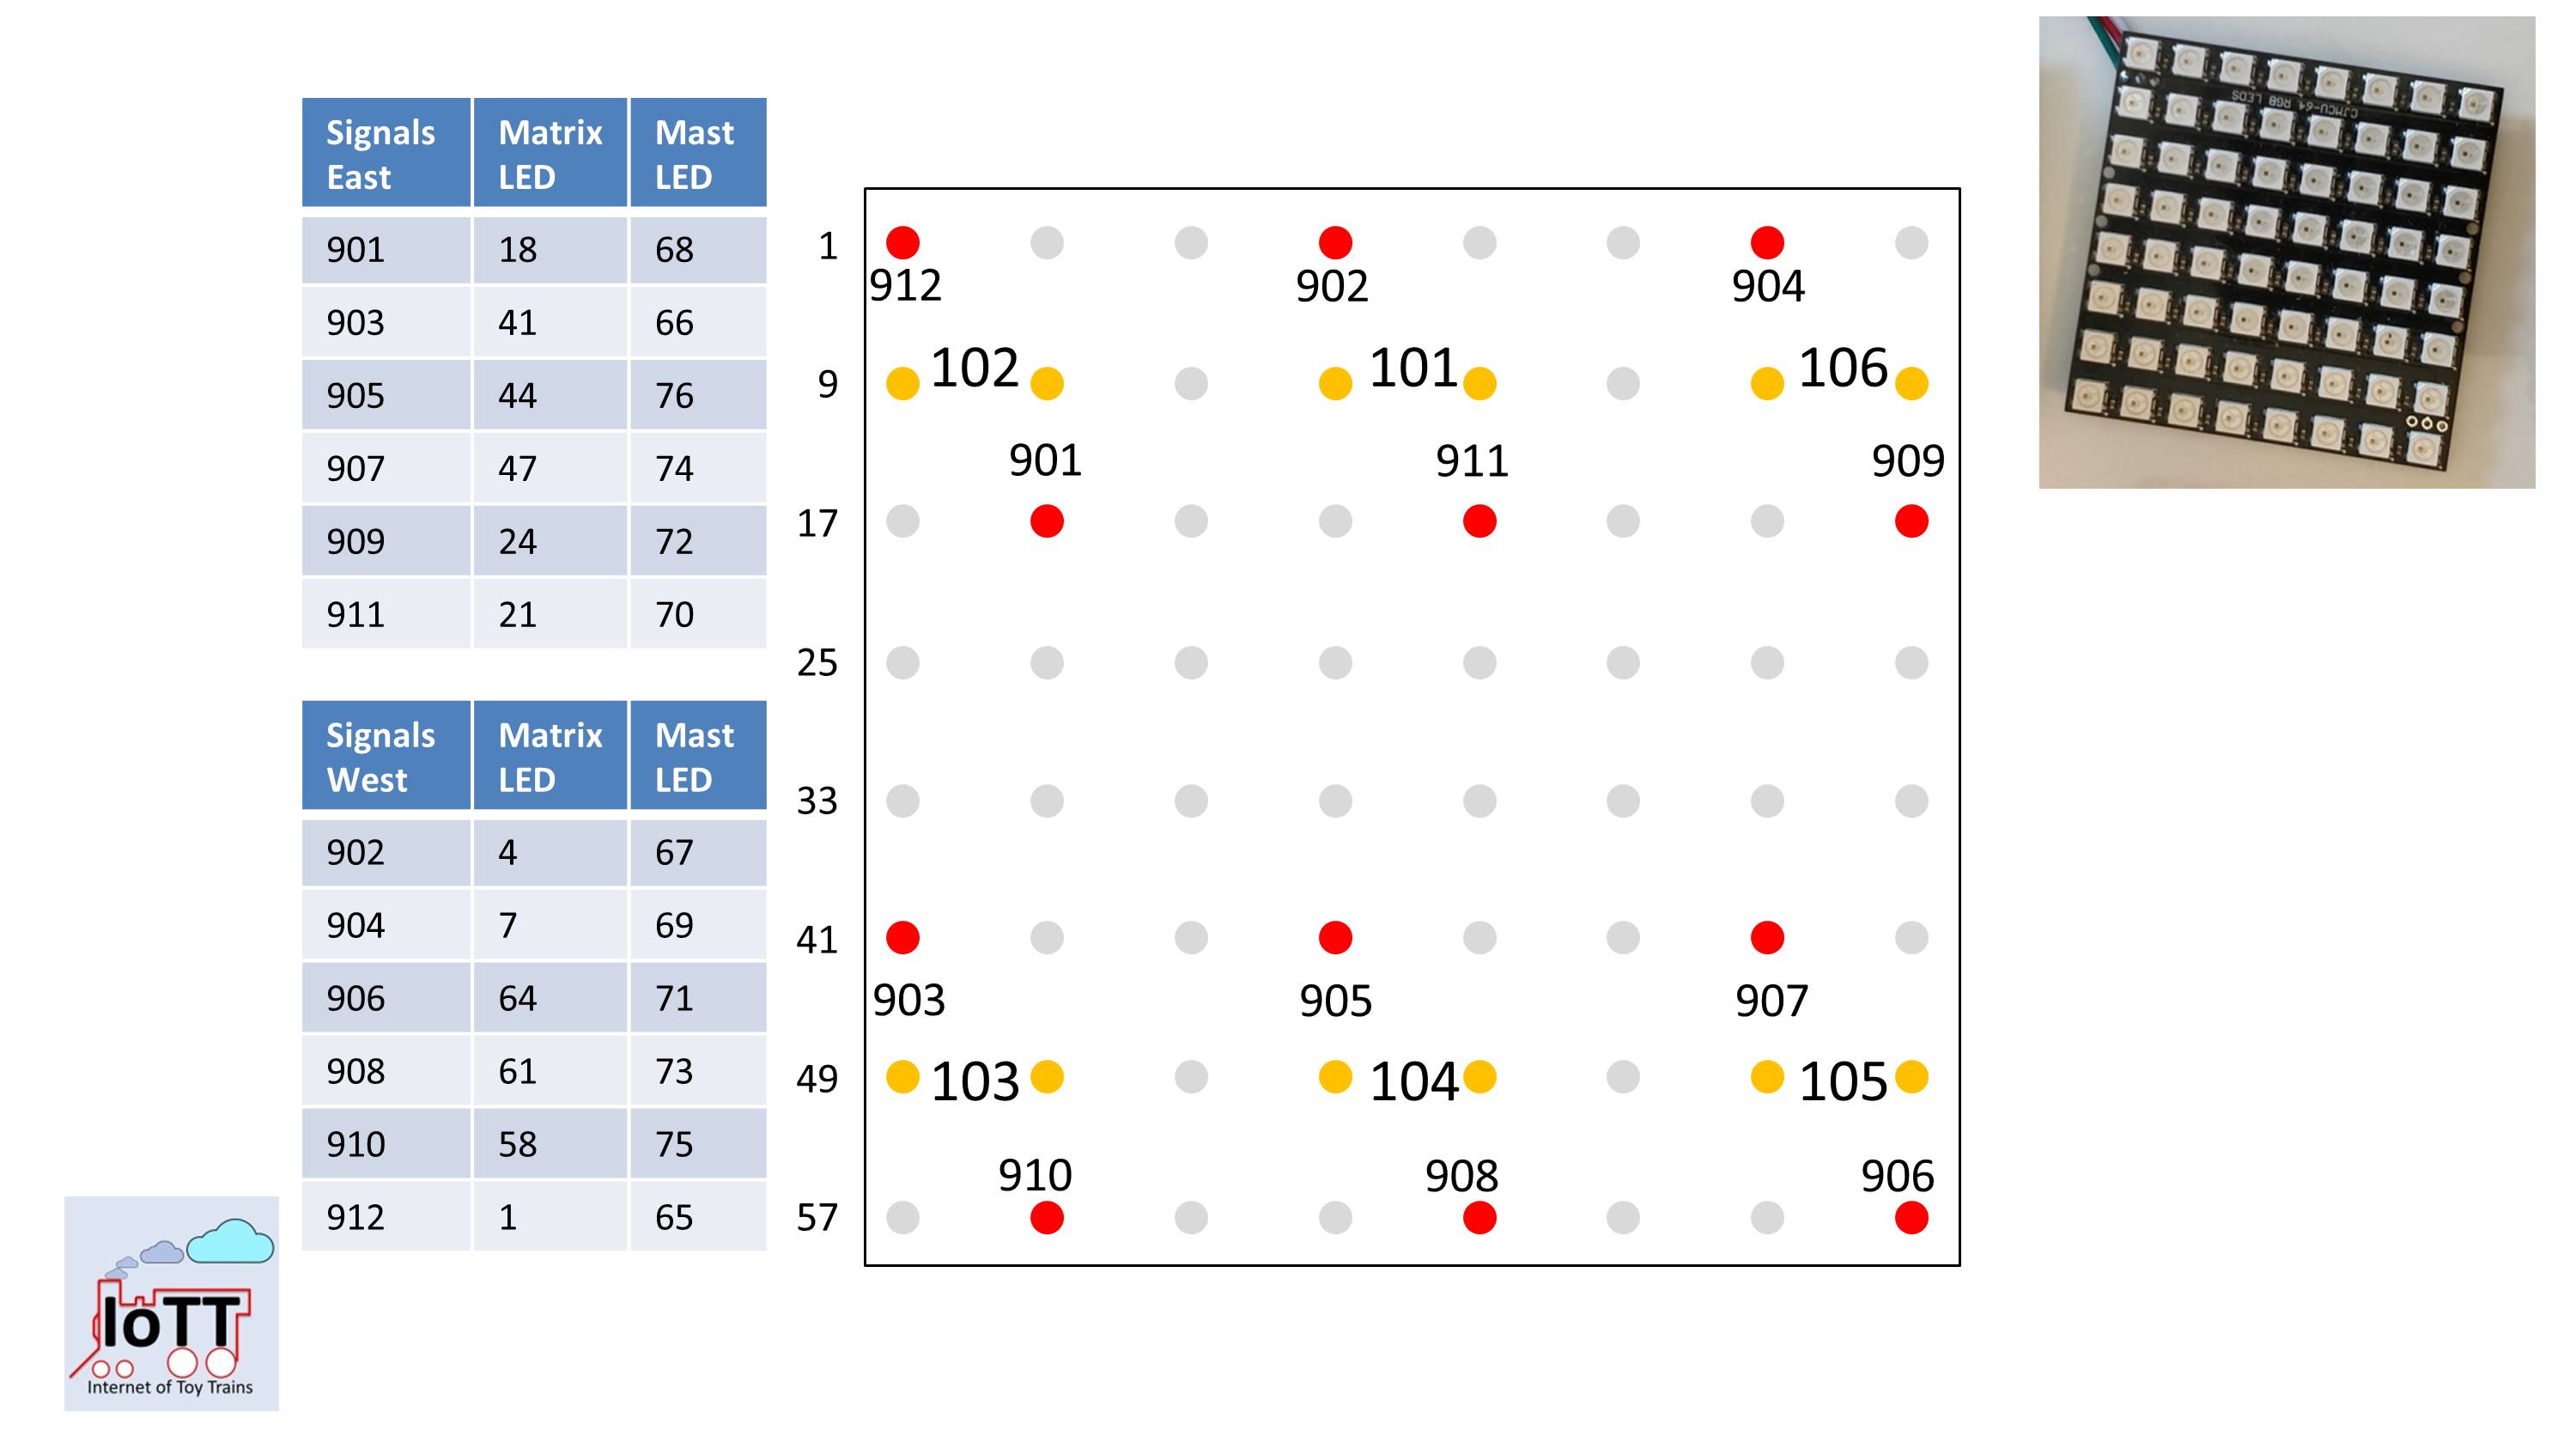 Signals East	Matrix LED	Mast LED
901	18	68
903	41	66
905	44	76
907	47	74
909	24	72
911	21	70
Signals West	Matrix LED	Mast LED
902	4	67
904	7	69
906	64	71
908	61	73
910	58	75
912	1	65
1
912	902	904
9	102	101	106
901	911	909
17
25
33
41
903	905	907
49	103	104	105
910	908	906
57
CJMCU-64 RGB LEDS
IoTT
Internet of Toy Trains